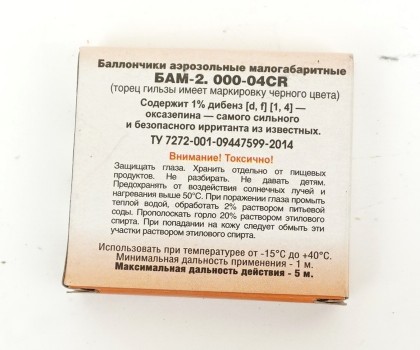 Баллончики аэрозольные малогабаритные
БАМ-2. 000-04CR
(торец гильзы имеет маркировку черного цвета)
Содержит 1% дибенз [d, f] [1, 4] —
оксазепина — самого сильного
и безопасного ирританта из известных.
ТУ 7272-001-09447599-2014
Внимание! Токсично!
Защищать глаза. Хранить отдельно от пищевых
продуктов. Не разбирать. Не давать детям.
Предохранять от воздействия солнечных лучей и
нагревания выше 50°С. При поражении глаза промыть
теплой водой, обработать 2% раствором питьевой
соды. Прополоскать горло 20% раствором этилового
спирта. При попадании на кожу следует обмыть эти
участки раствором этилового спирта.
Использовать при температурее от -15°С до +40°С.
Минимальная дальность применения - 1 м.
Максимальная дальность действия - 5 м.